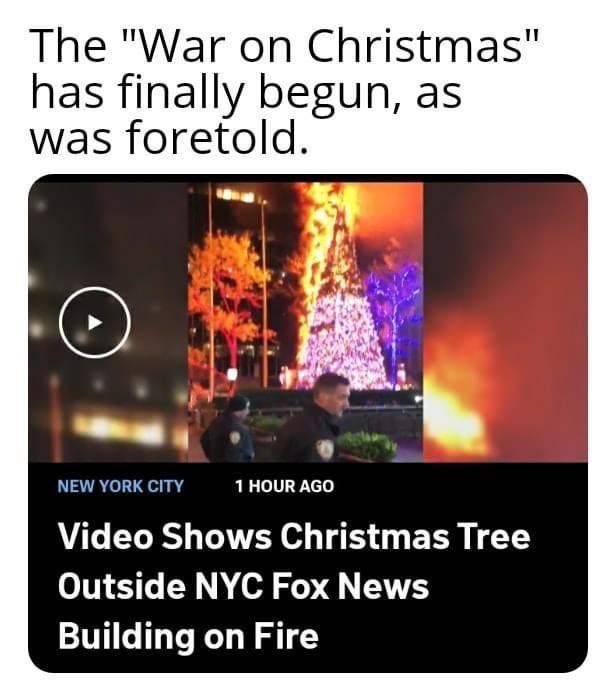 The "War on Christmas"
has finally begun, as
was foretold.
NEW YORK CITY 1 HOUR AGO
Video Shows Christmas Tree
Outside NYC Fox News
Building on Fire